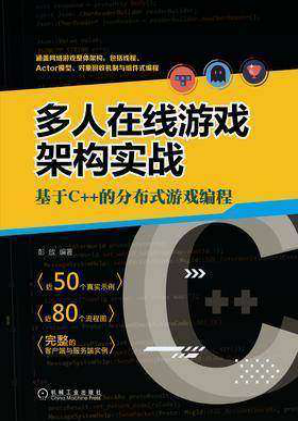 涵盖网络游戏整体架构，包括线程、
Actor模型、对象回收机制与组件式编程
多人在线游戏
架构实战
基于C++的分布式游戏编程
彭放 编著
C++
近50个真实示例
近80个流程图
完整的
客户端与服务端实例
机械工业出版社
China Machine Press